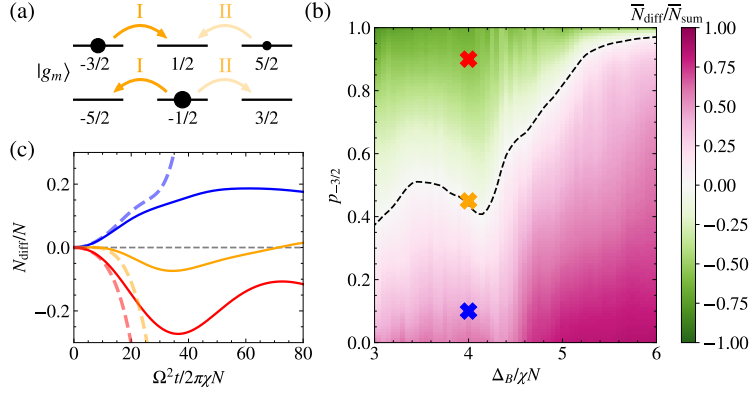 (a)
I
II
-3/2
1/2
5/2
|g_m⟩
I
II
-5/2
-1/2
3/2
(b)
N̅_diff/N̅_sum
1.0
0.8
0.6
0.4
0.2
0.0
p_{−3/2}
3
4
5
6
Δ_B/χN
1.00
0.75
0.50
0.25
0.00
−0.25
−0.50
−0.75
−1.00
(c)
0.2
0.0
−0.2
N_diff/N
0
20
40
60
80
Ω²t/2πχN